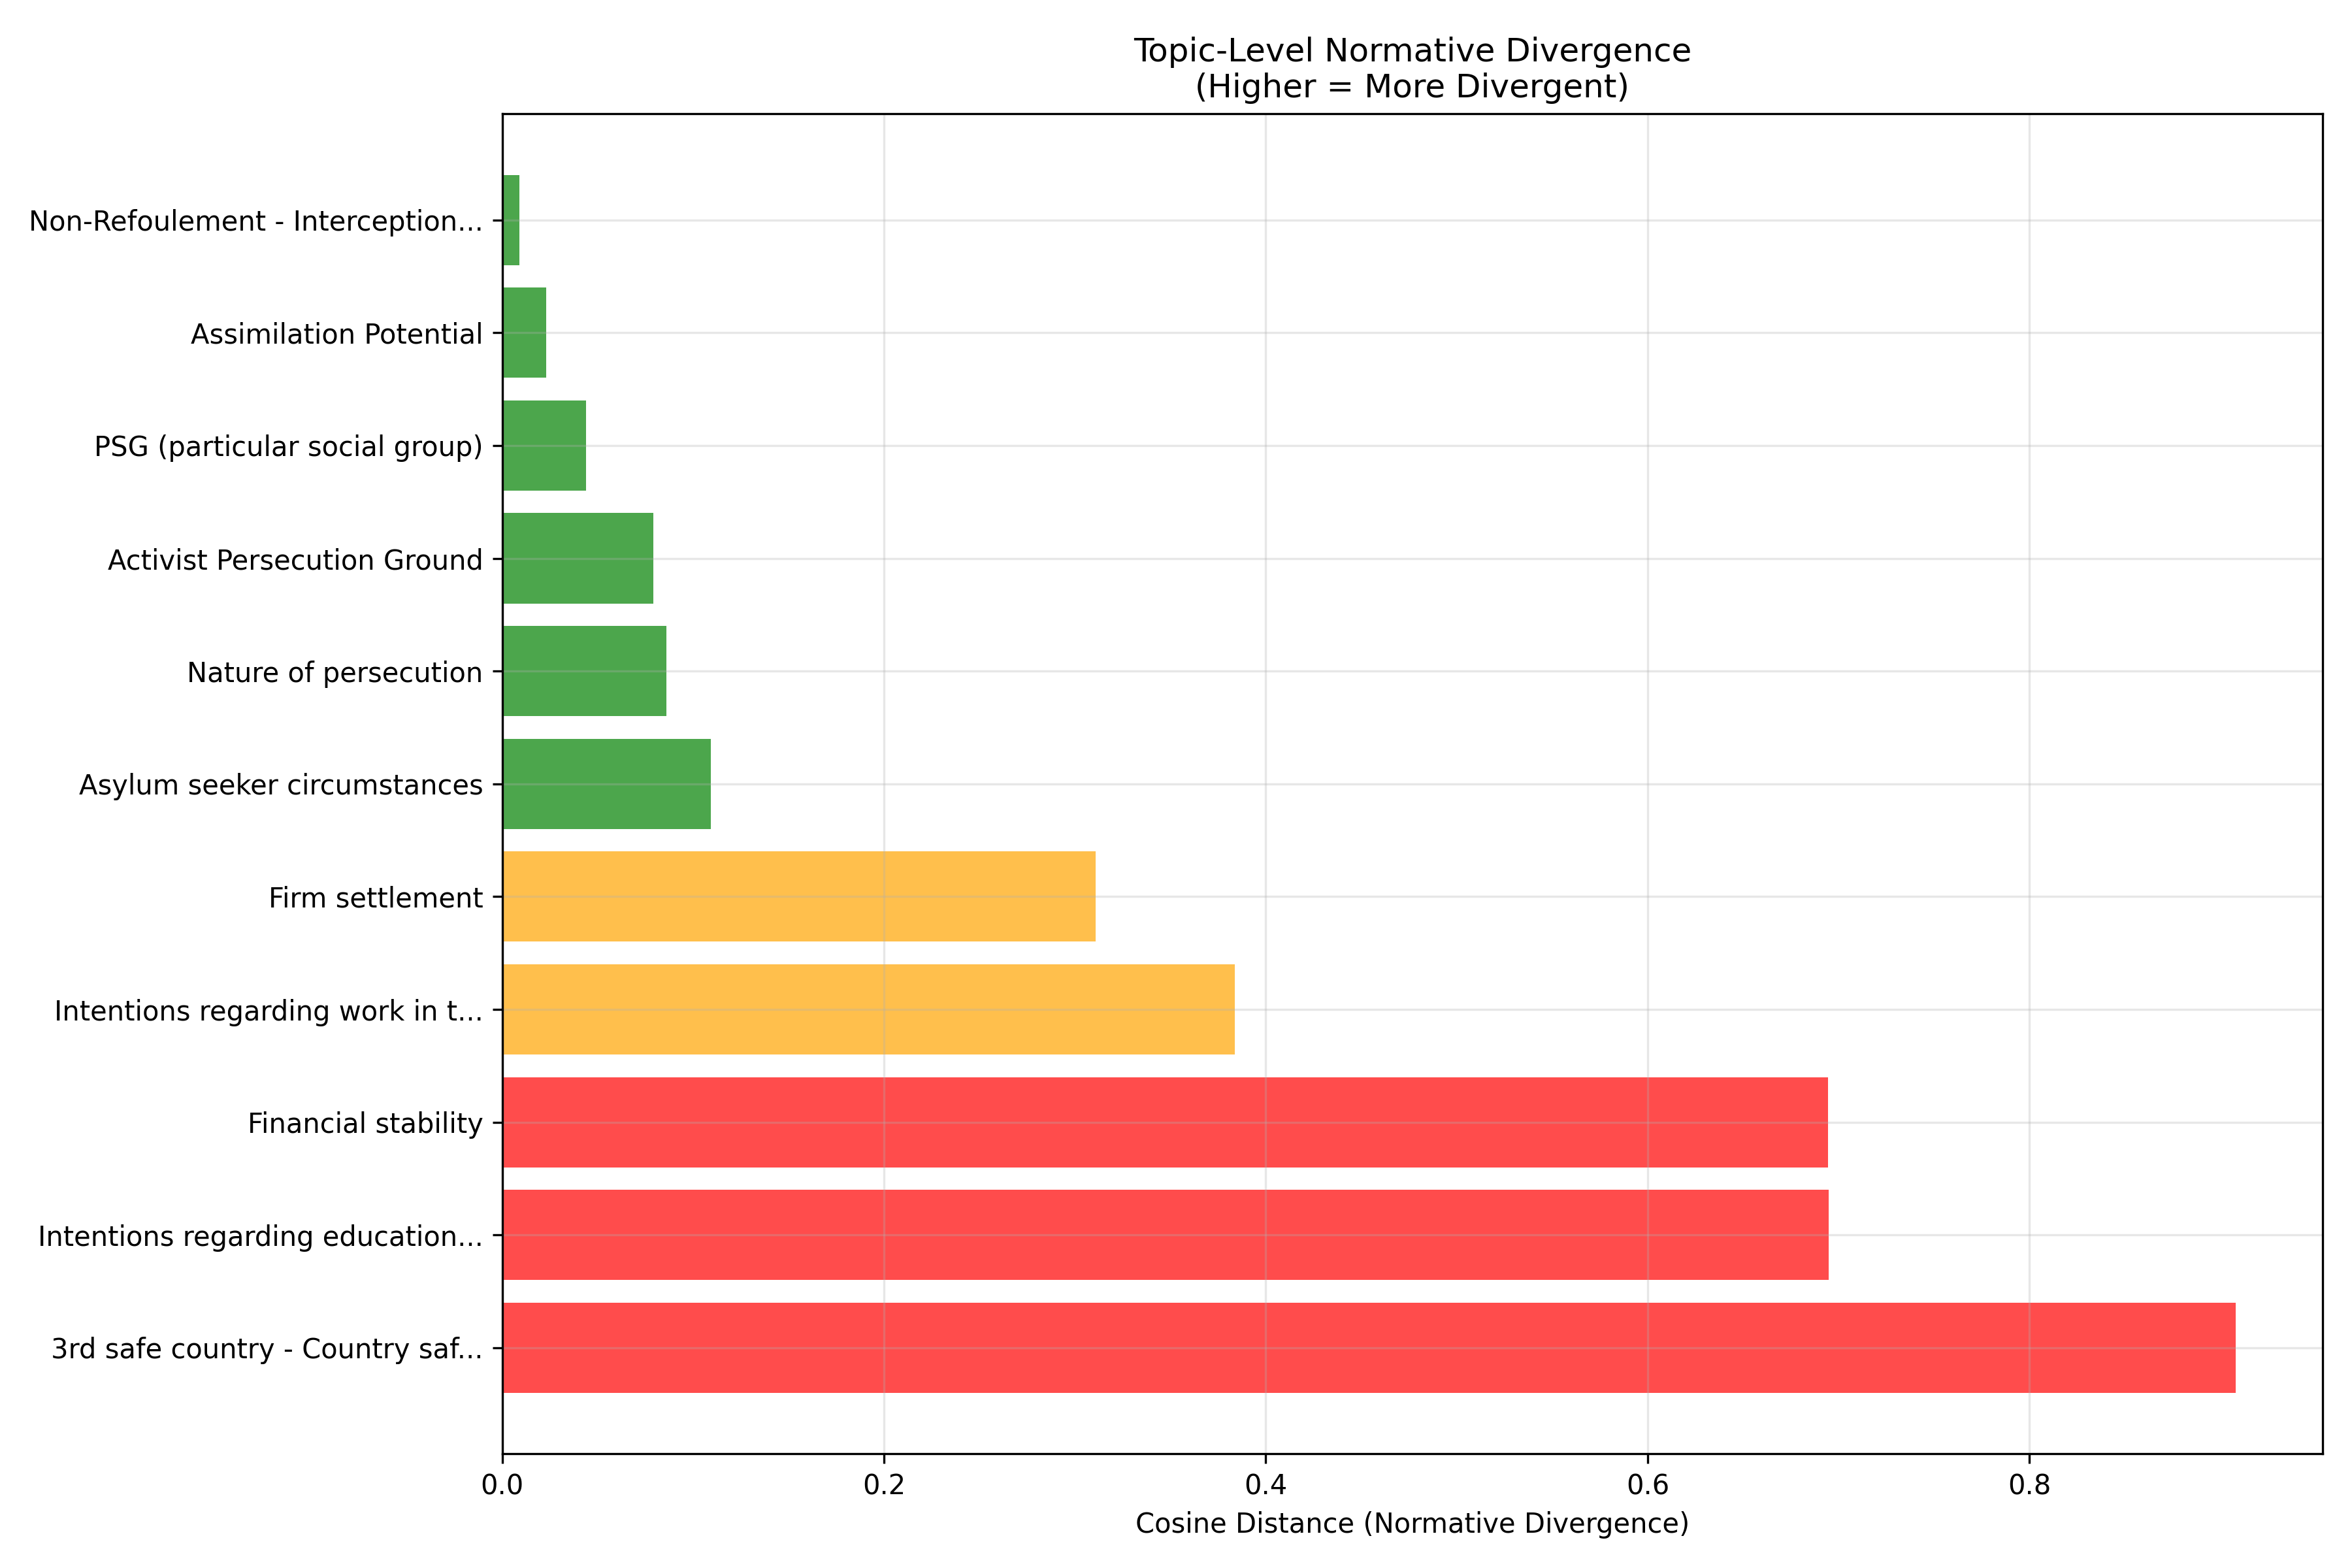 Topic-Level Normative Divergence
(Higher = More Divergent)
Non-Refoulement - Interception...
Assimilation Potential
PSG (particular social group)
Activist Persecution Ground
Nature of persecution
Asylum seeker circumstances
Firm settlement
Intentions regarding work in t...
Financial stability
Intentions regarding education...
3rd safe country - Country saf...
0.0 0.2 0.4 0.6 0.8
Cosine Distance (Normative Divergence)